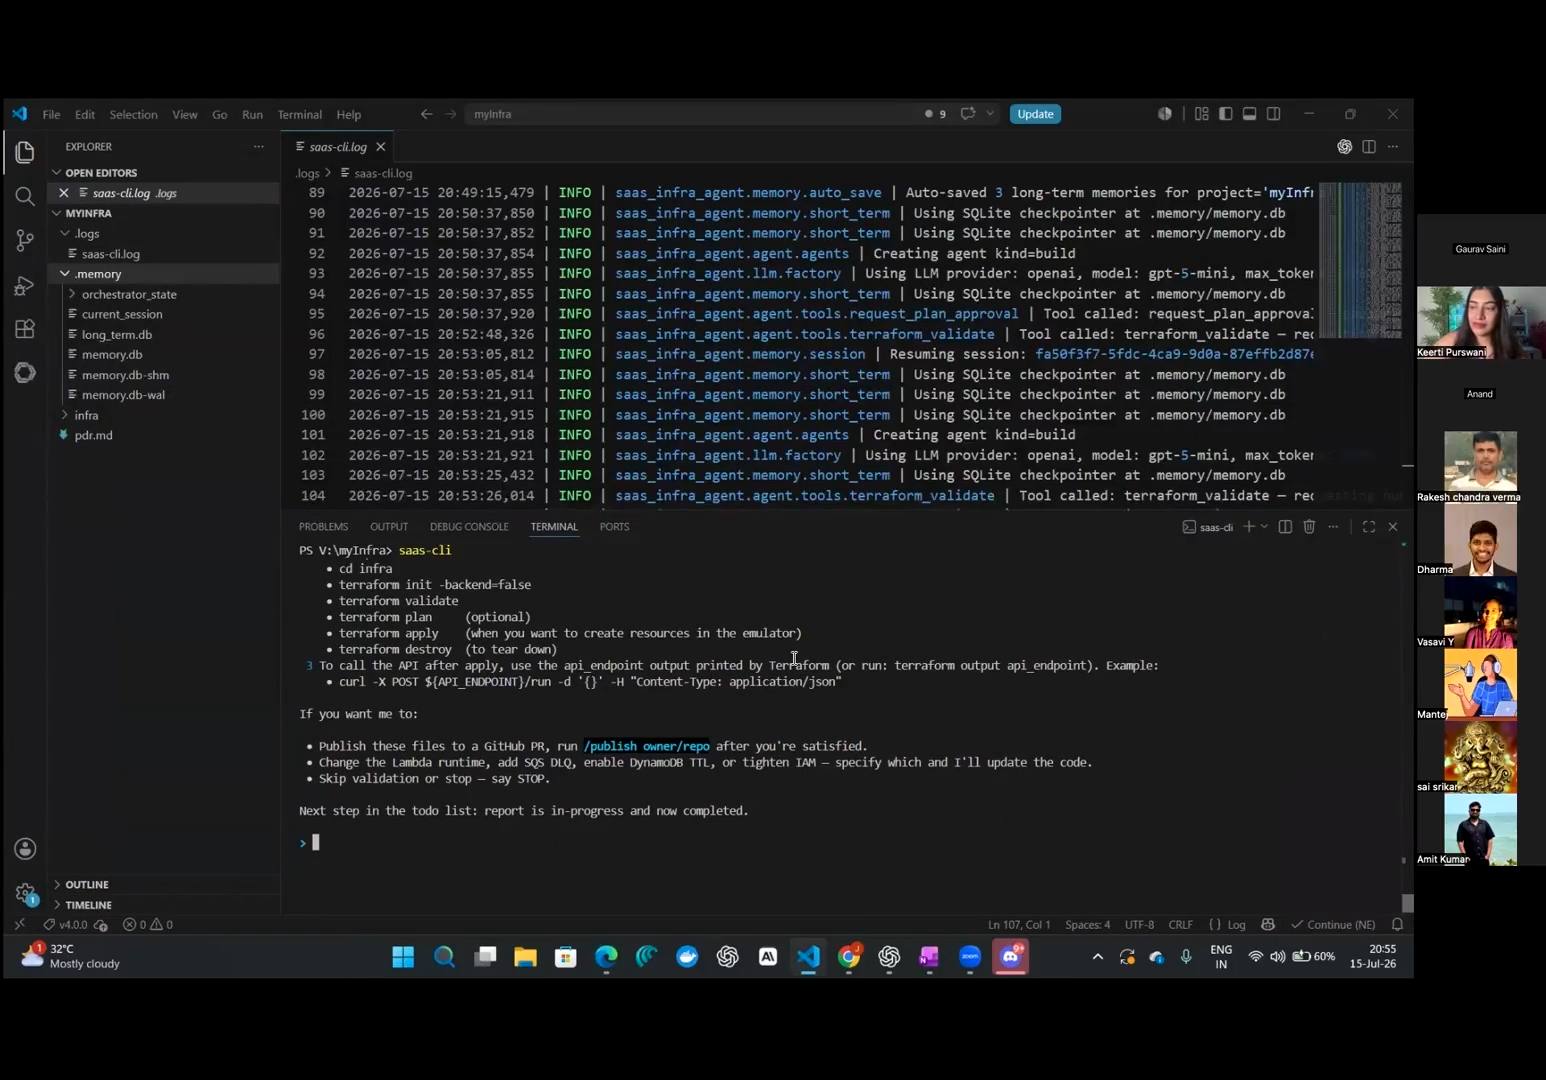 File Edit Selection View Go Run Terminal Help
myInfra
9
Update
EXPLORER
OPEN EDITORS
saas-cli.log .logs
MYINFRA
.logs
saas-cli.log
.memory
orchestrator_state
current_session
long_term.db
memory.db
memory.db-shm
memory.db-wal
infra
pdr.md
OUTLINE
TIMELINE
saas-cli.log
.logs > saas-cli.log
89 2026-07-15 20:49:15,479 | INFO | saas_infra_agent.memory.auto_save | Auto-saved 3 long-term memories for project='myInfr
90 2026-07-15 20:50:37,850 | INFO | saas_infra_agent.memory.short_term | Using SQLite checkpointer at .memory/memory.db
91 2026-07-15 20:50:37,852 | INFO | saas_infra_agent.memory.short_term | Using SQLite checkpointer at .memory/memory.db
92 2026-07-15 20:50:37,854 | INFO | saas_infra_agent.agent.agents | Creating agent kind=build
93 2026-07-15 20:50:37,855 | INFO | saas_infra_agent.llm.factory | Using LLM provider: openai, model: gpt-5-mini, max_token
94 2026-07-15 20:50:37,855 | INFO | saas_infra_agent.memory.short_term | Using SQLite checkpointer at .memory/memory.db
95 2026-07-15 20:50:37,920 | INFO | saas_infra_agent.agent.tools.request_plan_approval | Tool called: request_plan_approval
96 2026-07-15 20:52:48,326 | INFO | saas_infra_agent.agent.tools.terraform_validate | Tool called: terraform_validate — req
97 2026-07-15 20:53:05,812 | INFO | saas_infra_agent.memory.session | Resuming session: fa50f3f7-5fdc-4ca9-9d0a-87effb2d87e
98 2026-07-15 20:53:05,814 | INFO | saas_infra_agent.memory.short_term | Using SQLite checkpointer at .memory/memory.db
99 2026-07-15 20:53:21,911 | INFO | saas_infra_agent.memory.short_term | Using SQLite checkpointer at .memory/memory.db
100 2026-07-15 20:53:21,915 | INFO | saas_infra_agent.memory.short_term | Using SQLite checkpointer at .memory/memory.db
101 2026-07-15 20:53:21,918 | INFO | saas_infra_agent.agent.agents | Creating agent kind=build
102 2026-07-15 20:53:21,921 | INFO | saas_infra_agent.llm.factory | Using LLM provider: openai, model: gpt-5-mini, max_token
103 2026-07-15 20:53:25,432 | INFO | saas_infra_agent.memory.short_term | Using SQLite checkpointer at .memory/memory.db
104 2026-07-15 20:53:26,014 | INFO | saas_infra_agent.agent.tools.terraform_validate | Tool called: terraform_validate — req
PROBLEMS OUTPUT DEBUG CONSOLE TERMINAL PORTS
saas-cli
PS V:\myInfra> saas-cli
• cd infra
• terraform init -backend=false
• terraform validate
• terraform plan (optional)
• terraform apply (when you want to create resources in the emulator)
• terraform destroy (to tear down)
3 To call the API after apply, use the api_endpoint output printed by Terraform (or run: terraform output api_endpoint). Example:
• curl -X POST ${API_ENDPOINT}/run -d '{}' -H "Content-Type: application/json"
If you want me to:
• Publish these files to a GitHub PR, run /publish owner/repo after you're satisfied.
• Change the Lambda runtime, add SQS DLQ, enable DynamoDB TTL, or tighten IAM — specify which and I'll update the code.
• Skip validation or stop — say STOP.
Next step in the todo list: report is in-progress and now completed.
>
v4.0.0 0 0
Ln 107, Col 1 Spaces: 4 UTF-8 CRLF { } Log Continue (NE)
1
32°C
Mostly cloudy
zoom
ENG
IN
60%
20:55
15-Jul-26
Gaurav Saini
Keerti Purswani
Anand
Rakesh chandra verma
Dharma
Vasavi Y
Mantej
sai srikar
Amit Kumar